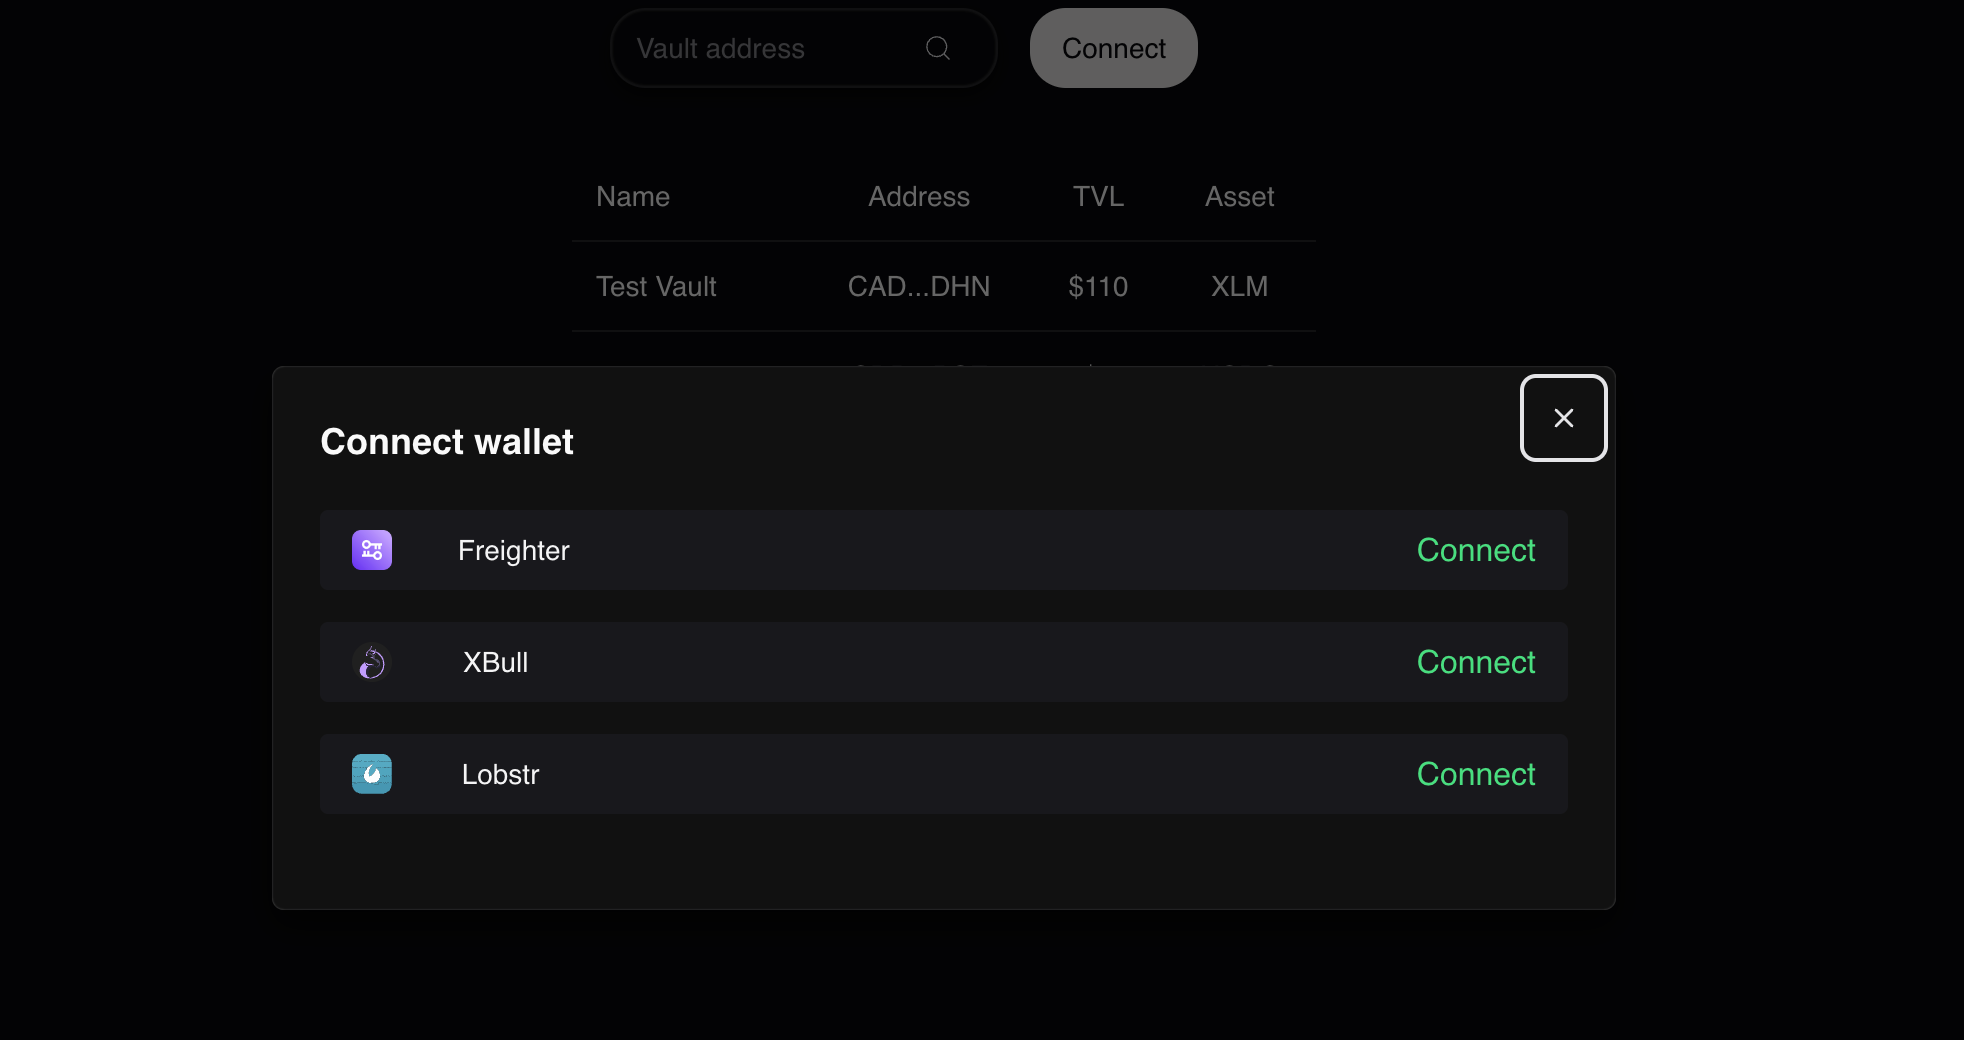 Vault address
Connect
Name Address TVL Asset
Test Vault CAD...DHN $110 XLM
Connect wallet
Freighter Connect
XBull Connect
Lobstr Connect